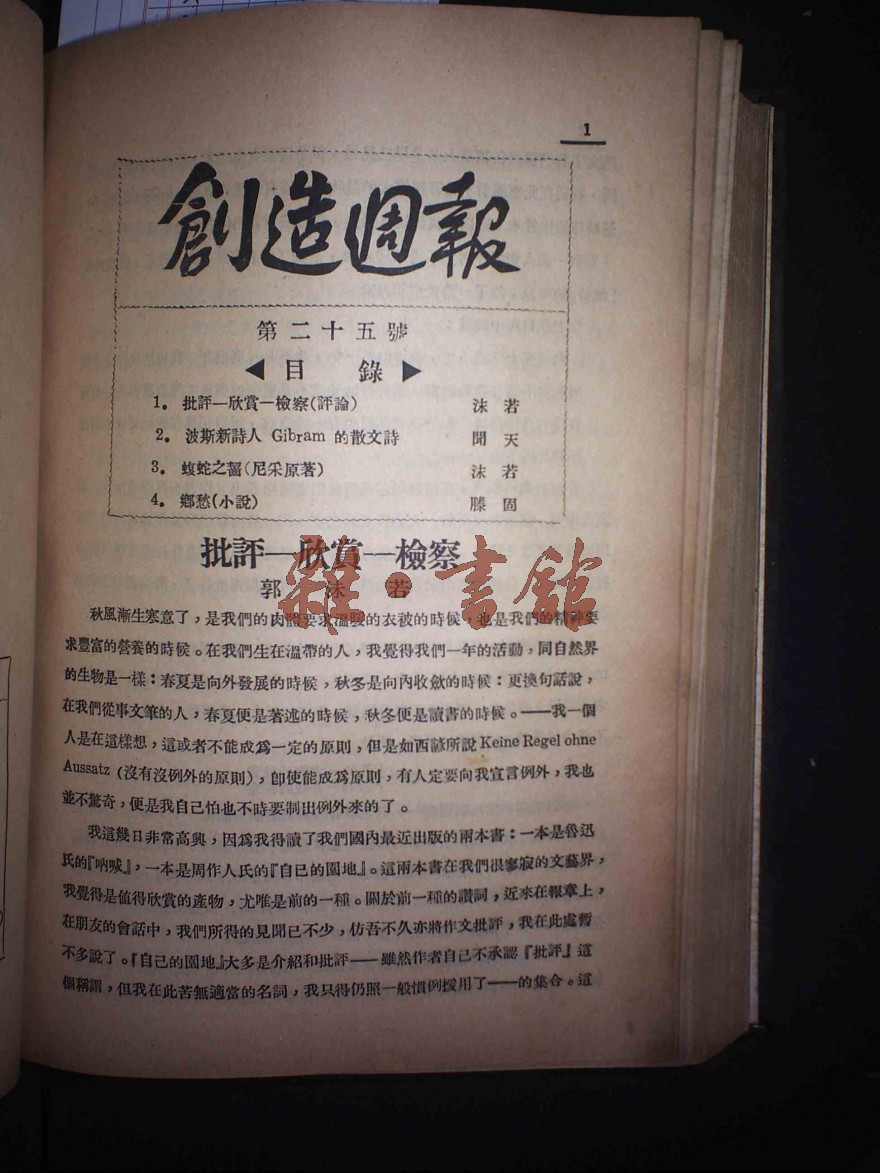 1
創造週報
第二十五號
◀目 錄▶
1。 批評—欣賞—檢察(評論) 沫若
2。 波斯新詩人 Gibram 的散文詩 聞天
3。 蝮蛇之齧(尼采原著) 沫若
4。 鄉愁(小說) 滕固
批評—欣賞—檢察
郭沫若
雜·書館
秋風漸生寒意了,是我們的肉體要求溫暖的衣被的時候,也是我們的精神要
求豐富的營養的時候。在我們生在溫帶的人,我覺得我們一年的活動,同自然界
的生物是一樣:春夏是向外發展的時候,秋冬是向內收歛的時候:更換句話說,
在我們從事文筆的人,春夏便是著述的時候,秋冬便是讀書的時候。——我一個
人是在這樣想,這或者不能成爲一定的原則,但是如西諺所說 Keine Regel ohne
Aussatz (沒有沒例外的原則),卽使能成爲原則,有人定要向我宣言例外,我也
並不驚奇,便是我自己怕也不時要制出例外來的了。
我這幾日非常高興,因爲我得讀了我們國內最近出版的兩本書:一本是魯迅
氏的『吶喊』,一本是周作人氏的『自己的園地』。這兩本書在我們很寥寂的文藝界,
我覺得是値得欣賞的產物,尤唯是前的一種。關於前一種的讚詞,近來在報章上,
在朋友的會話中,我們所得的見聞已不少,仿吾不久亦將作文批評,我在此處暫
不多說了。『自己的園地』大多是介紹和批評——雖然作者自己不承認『批評』這
個稱謂,但我在此苦無適當的名詞,我只得仍照一般慣例援用了——的集合。這